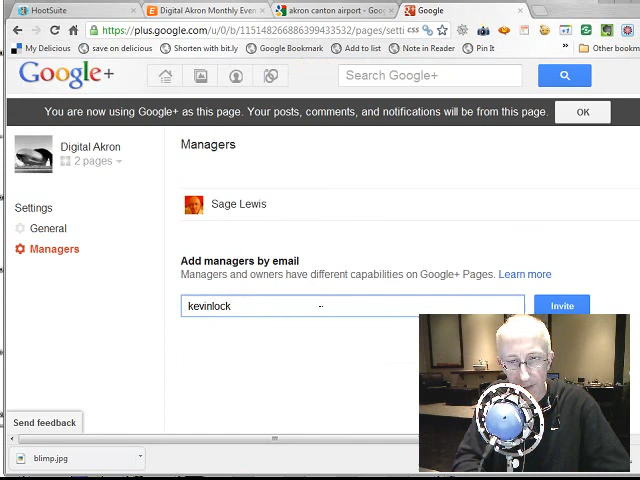 HootSuite
Digital Akron Monthly Even
akron canton airport - Goo
Google
https://plus.google.com/u/0/b/115148266886399433532/pages/setti
css
+1
My Delicious
save on delicious
Shorten with bit.ly
Google Bookmark
Add to list
Note in Reader
Pin It
»
Other bookm
Google+
Search Google+
You are now using Google+ as this page. Your posts, comments, and notifications will be from this page.
OK
Digital Akron
2 pages
Managers
Settings
General
Managers
Sage Lewis
Add managers by email
Managers and owners have different capabilities on Google+ Pages. Learn more
kevinlock
Invite
Send feedback
blimp.jpg